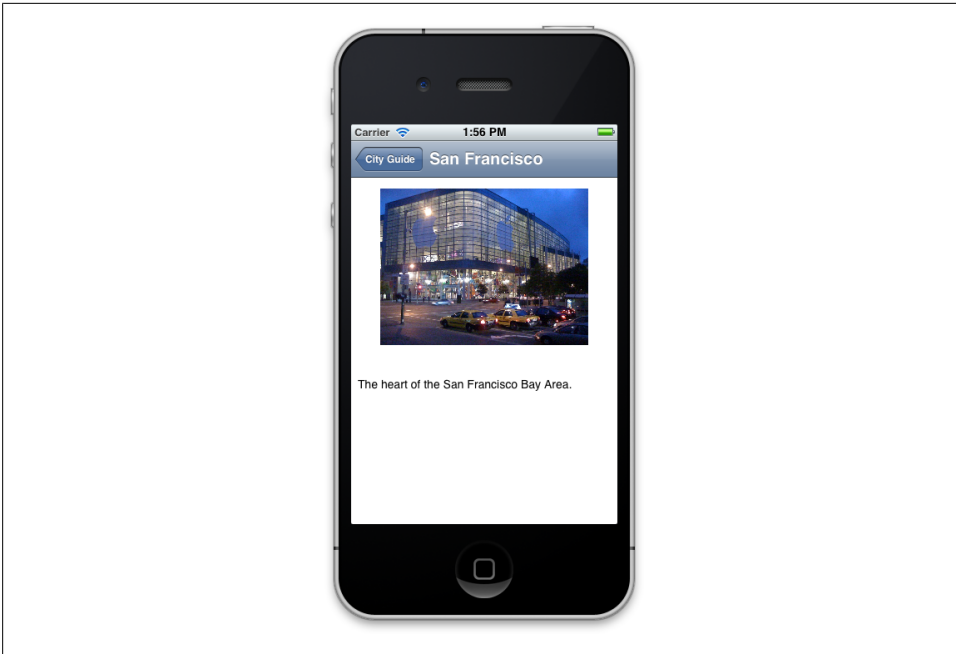 Carrier 1:56 PM
City Guide San Francisco
The heart of the San Francisco Bay Area.